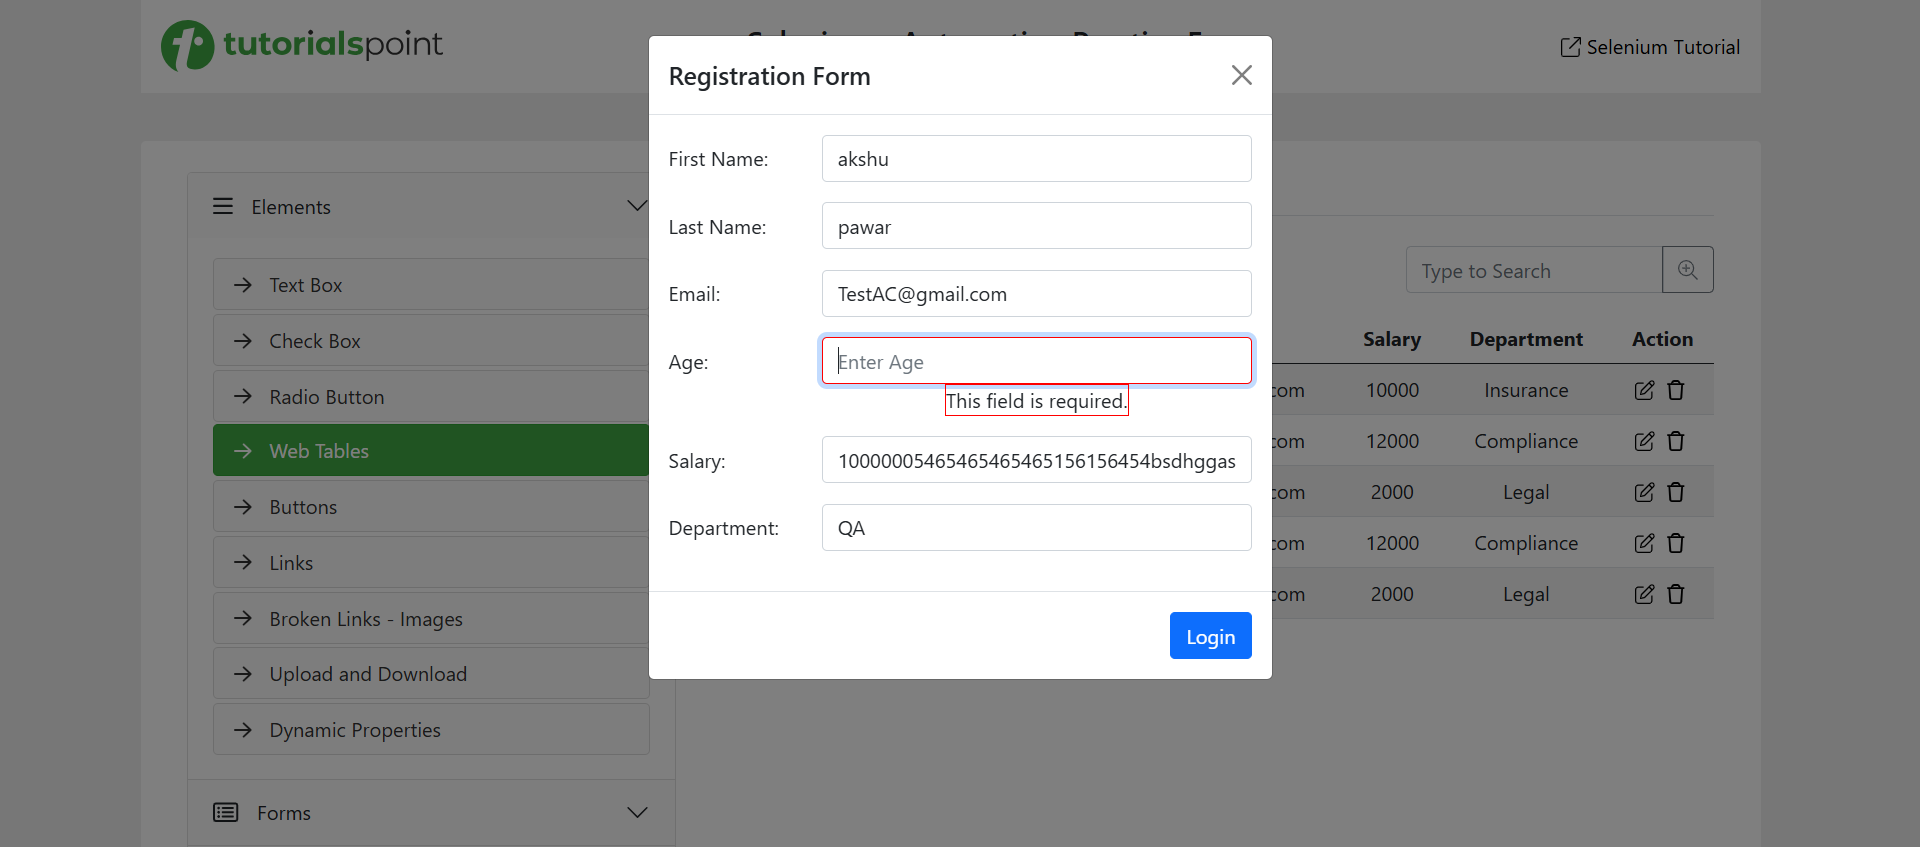 tutorialspoint
Selenium Tutorial
Registration Form
First Name:
akshu
Last Name:
pawar
Email:
TestAC@gmail.com
Age:
Enter Age
This field is required.
Salary:
10000005465465465465156156454bsdhggas
Department:
QA
Login
Elements
Text Box
Check Box
Radio Button
Web Tables
Buttons
Links
Broken Links - Images
Upload and Download
Dynamic Properties
Forms
Type to Search
Salary Department Action
com 10000 Insurance
com 12000 Compliance
com 2000 Legal
com 12000 Compliance
com 2000 Legal